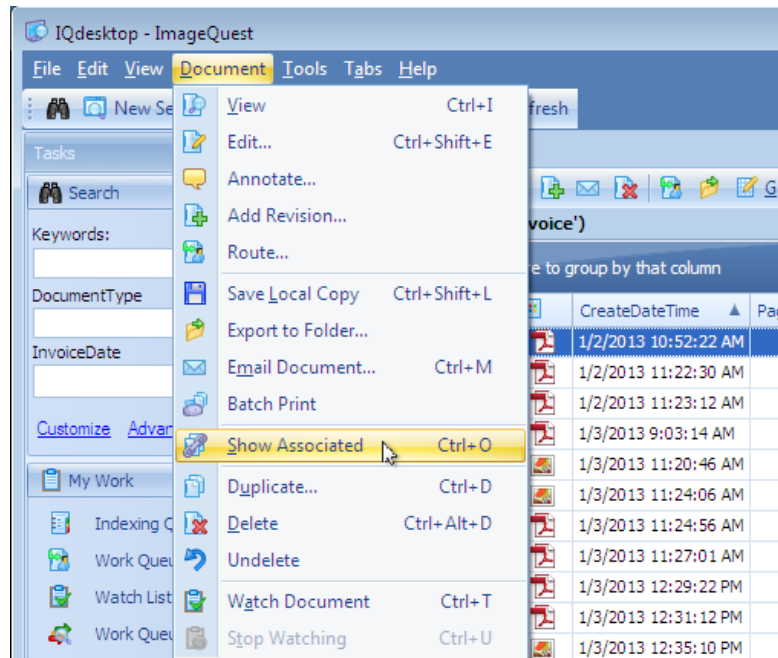 IQdesktop - ImageQuest
File Edit View Document Tools Tabs Help
New Se
fresh
Tasks
Search
Keywords:
DocumentType
InvoiceDate
Customize Advan
My Work
Indexing Q
Work Queu
Watch List
Work Queu
View Ctrl+I
Edit... Ctrl+Shift+E
Annotate...
Add Revision...
Route...
Save Local Copy Ctrl+Shift+L
Export to Folder...
Email Document... Ctrl+M
Batch Print
Show Associated Ctrl+O
Duplicate... Ctrl+D
Delete Ctrl+Alt+D
Undelete
Watch Document Ctrl+T
Stop Watching Ctrl+U
G
voice')
re to group by that column
CreateDateTime Pag
1/2/2013 10:52:22 AM
1/2/2013 11:22:30 AM
1/2/2013 11:23:12 AM
1/3/2013 9:03:14 AM
1/3/2013 11:20:46 AM
1/3/2013 11:24:06 AM
1/3/2013 11:24:56 AM
1/3/2013 11:27:01 AM
1/3/2013 12:29:22 PM
1/3/2013 12:31:12 PM
1/3/2013 12:35:10 PM